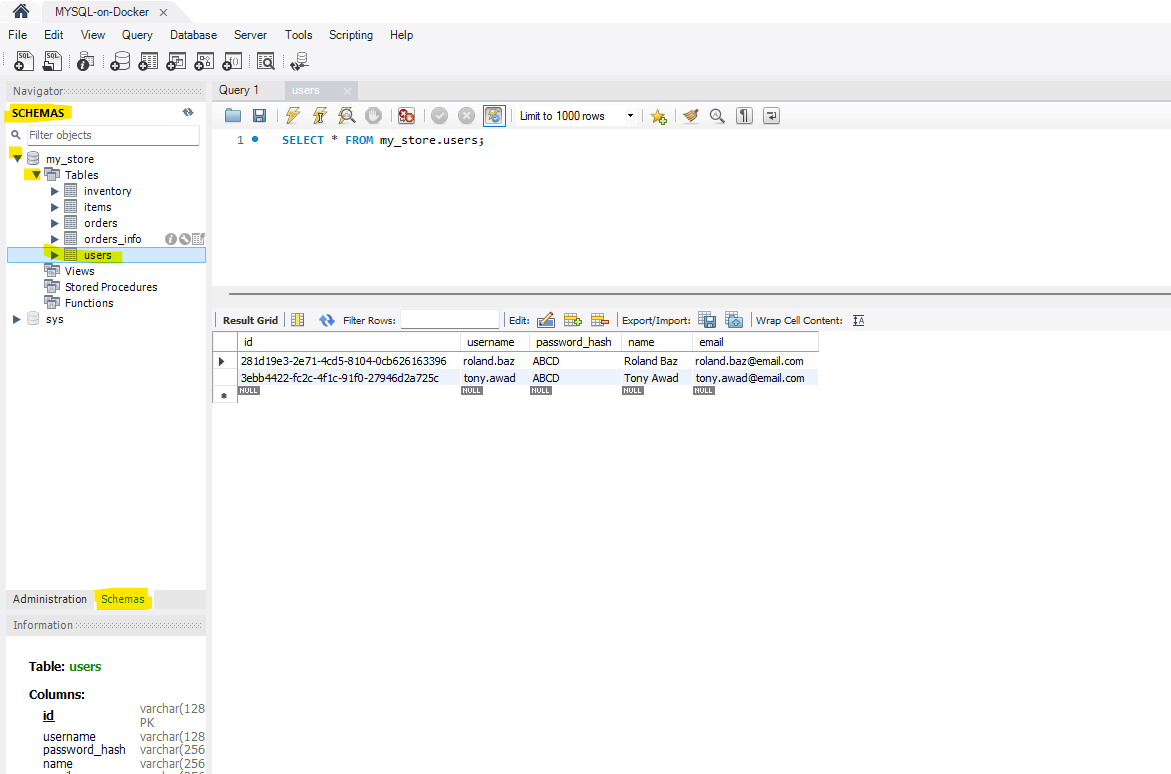 MYSQL-on-Docker
File Edit View Query Database Server Tools Scripting Help
Navigator
SCHEMAS
Filter objects
my_store
Tables
inventory
items
orders
orders_info
users
Views
Stored Procedures
Functions
sys
Administration Schemas
Information
Table: users
Columns:
id varchar(128
PK
username varchar(128
password_hash varchar(256
name varchar(256
Query 1 users
Limit to 1000 rows
1 SELECT * FROM my_store.users;
Result Grid Filter Rows: Edit: Export/Import: Wrap Cell Content:
id username password_hash name email
281d19e3-2e71-4cd5-8104-0cb626163396 roland.baz ABCD Roland Baz roland.baz@email.com
3ebb4422-fc2c-4f1c-91f0-27946d2a725c tony.awad ABCD Tony Awad tony.awad@email.com
NULL NULL NULL NULL NULL